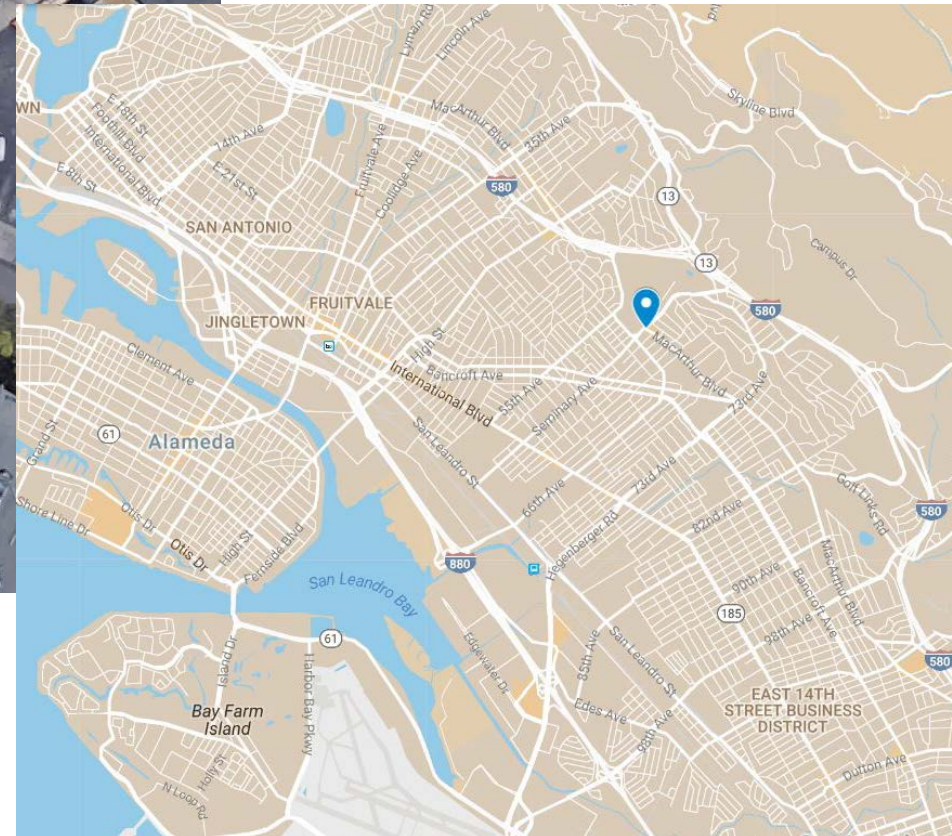 Lyman Rd
Lincoln Ave
Skyline Blvd
Blvd
WN
E 18th St
Foothill Blvd
International Blvd
14th Ave
E 21st St
E 8th St
MacArthur Blvd
35th Ave
Fruitvale Ave
Coolidge Ave
580
13
SAN ANTONIO
13
Campus Dr
FRUITVALE
JINGLETOWN
580
High St
MacArthur Blvd
Bancroft Ave
International Blvd
55th Ave
Seminary Ave
73rd Ave
Clement Ave
61
Grand St
Alameda
San Leandro St
73rd Ave
66th Ave
82nd Ave
Golf Links Rd
580
Shore Line Dr
Otis Dr
Otis Dr
High St
Fernside Blvd
Hegenberger Rd
880
San Leandro Bay
90th Ave
MacArthur Blvd
Bancroft Ave
185
98th Ave
61
Island Dr
Harbor Bay Pkwy
Edgewater Dr
85th Ave
San Leandro St
580
Bay Farm
Island
Edes Ave
98th Ave
EAST 14TH
STREET BUSINESS
DISTRICT
Holly St
N Loop Rd
Dutton Ave